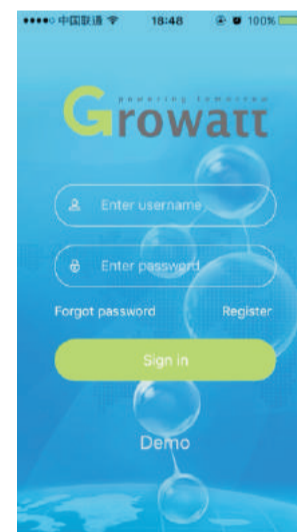 中国联通 18:48 100%
powering tomorrow
Growatt
Enter username
Enter password
Forgot password Register
Sign in
Demo